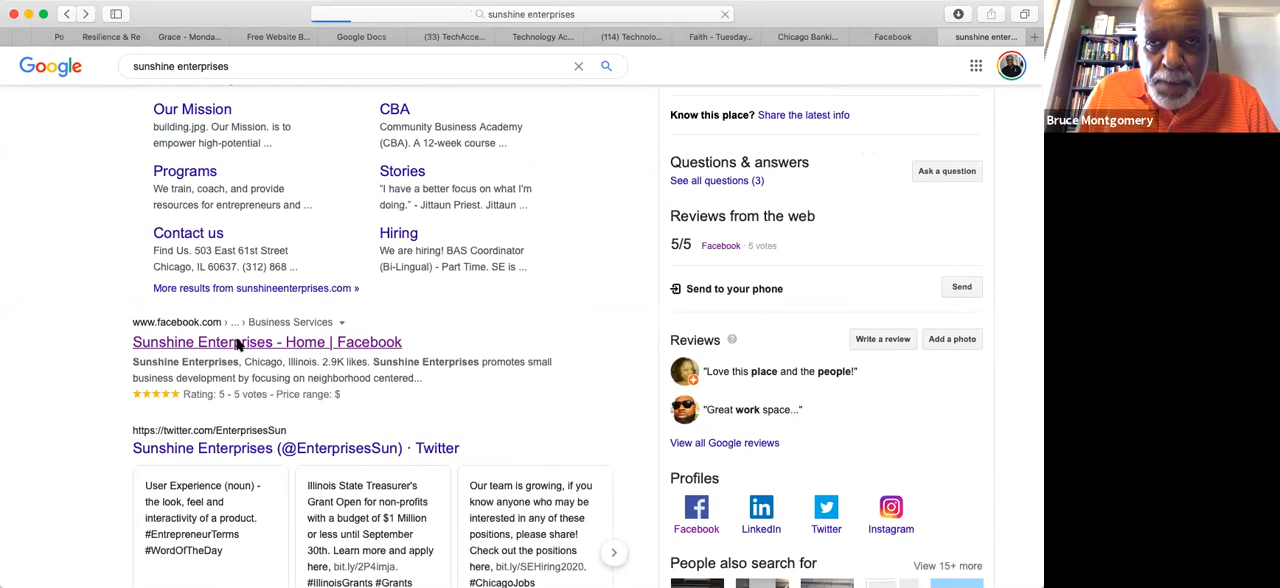 sunshine enterprises
Po
Resilience & Re
Grace - Monda...
Free Website B...
Google Docs
(33) TechAcce...
Technology Ac...
(114) Technolo...
Faith - Tuesday...
Chicago Banki...
Facebook
sunshine enter...
Google
sunshine enterprises
Bruce Montgomery
Our Mission
building.jpg. Our Mission. is to
empower high-potential ...
CBA
Community Business Academy
(CBA). A 12-week course ...
Programs
We train, coach, and provide
resources for entrepreneurs and ...
Stories
"I have a better focus on what I'm
doing.” - Jittaun Priest. Jittaun ...
Contact us
Find Us. 503 East 61st Street
Chicago, IL 60637. (312) 868 ...
Hiring
We are hiring! BAS Coordinator
(Bi-Lingual) - Part Time. SE is ...
More results from sunshineenterprises.com »
www.facebook.com › ... › Business Services
Sunshine Enterprises - Home | Facebook
Sunshine Enterprises, Chicago, Illinois. 2.9K likes. Sunshine Enterprises promotes small
business development by focusing on neighborhood centered...
Rating: 5 - 5 votes - Price range: $
https://twitter.com/EnterprisesSun
Sunshine Enterprises (@EnterprisesSun) · Twitter
User Experience (noun) -
the look, feel and
interactivity of a product.
#EntrepreneurTerms
#WordOfTheDay
Illinois State Treasurer's
Grant Open for non-profits
with a budget of $1 Million
or less until September
30th. Learn more and apply
here, bit.ly/2P4imja.
#IllinoisGrants #Grants
Our team is growing, if you
know anyone who may be
interested in any of these
positions, please share!
Check out the positions
here, bit.ly/SEHiring2020.
#ChicagoJobs
Know this place? Share the latest info
Questions & answers
See all questions (3)
Ask a question
Reviews from the web
5/5 Facebook · 5 votes
Send to your phone
Send
Reviews
Write a review
Add a photo
"Love this place and the people!"
"Great work space..."
View all Google reviews
Profiles
Facebook
LinkedIn
Twitter
Instagram
People also search for
View 15+ more